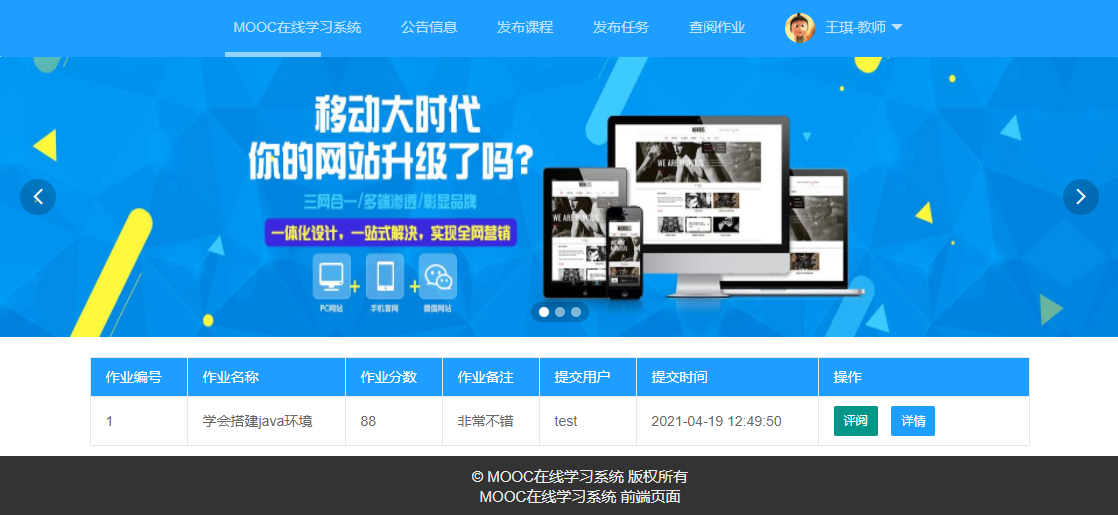 MOOC在线学习系统 公告信息 发布课程 发布任务 查阅作业 王琪-教师
移动大时代
你的网站升级了吗?
三网合一/多端渗透/彰显品牌
一体化设计，一站式解决，实现全网营销
PC网站 手机官网 微信网站
WE ARE MONDUS
作业编号 作业名称 作业分数 作业备注 提交用户 提交时间 操作
1 学会搭建java环境 88 非常不错 test 2021-04-19 12:49:50 评阅 详情
© MOOC在线学习系统 版权所有
MOOC在线学习系统 前端页面